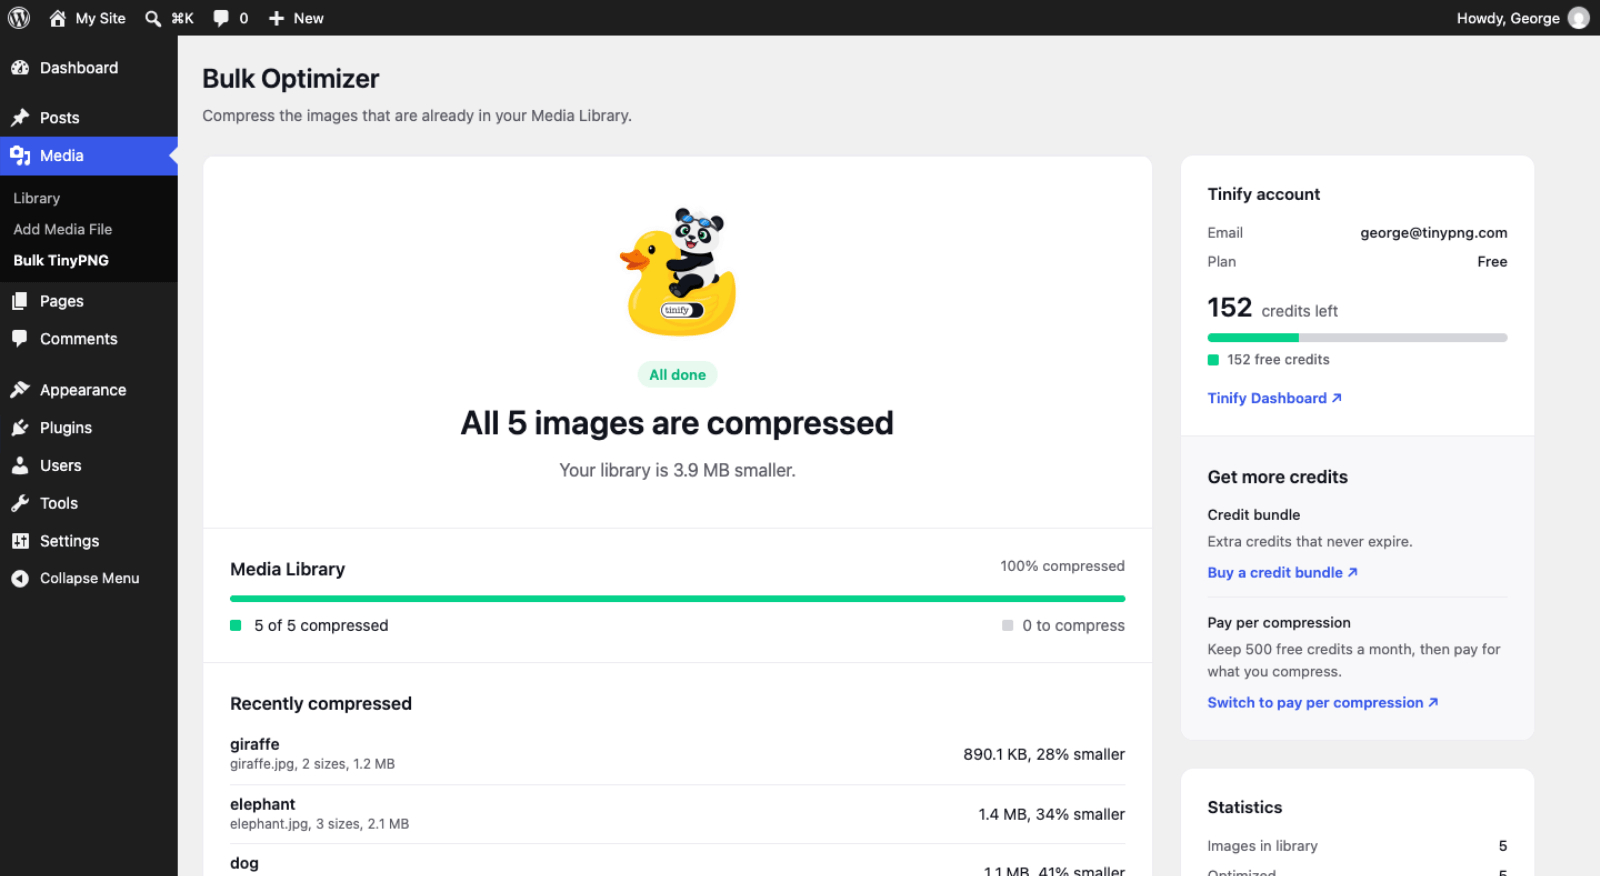 My Site
⌘K
0
New
Howdy, George
Dashboard
Posts
Media
Library
Add Media File
Bulk TinyPNG
Pages
Comments
Appearance
Plugins
Users
Tools
Settings
Collapse Menu
Bulk Optimizer
Compress the images that are already in your Media Library.
tinify
All done
All 5 images are compressed
Your library is 3.9 MB smaller.
Media Library
100% compressed
5 of 5 compressed
0 to compress
Recently compressed
giraffe
giraffe.jpg, 2 sizes, 1.2 MB
890.1 KB, 28% smaller
elephant
elephant.jpg, 3 sizes, 2.1 MB
1.4 MB, 34% smaller
dog
1.1 MB, 41% smaller
Tinify account
Email george@tinypng.com
Plan Free
152 credits left
152 free credits
Tinify Dashboard ↗
Get more credits
Credit bundle
Extra credits that never expire.
Buy a credit bundle ↗
Pay per compression
Keep 500 free credits a month, then pay for
what you compress.
Switch to pay per compression ↗
Statistics
Images in library 5
Optimized 5